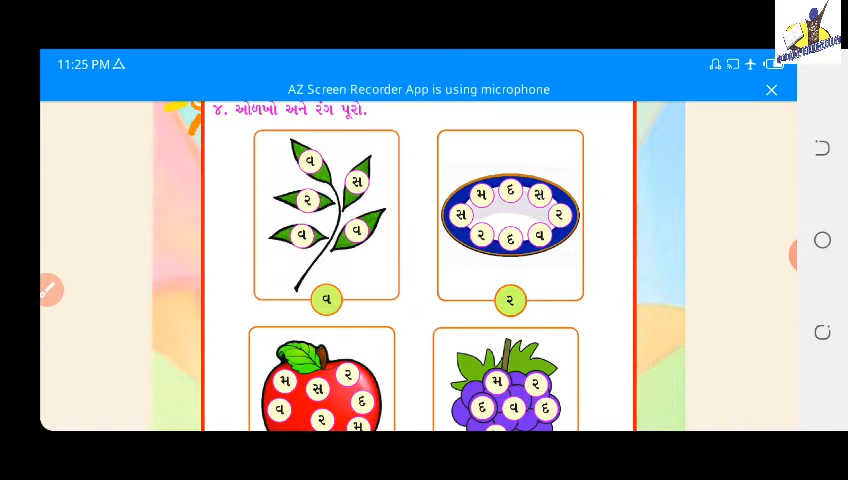 11:25 PM
AZ Screen Recorder App is using microphone
૪. ઓળખો અને રંગ પૂરો.
વ
સ
ર
વ
વ
વ
મ
દ
સ
સ
ર
ર
દ
વ
ર
મ
સ
ર
વ
ર
દ
મ
મ
ર
દ
વ
દ